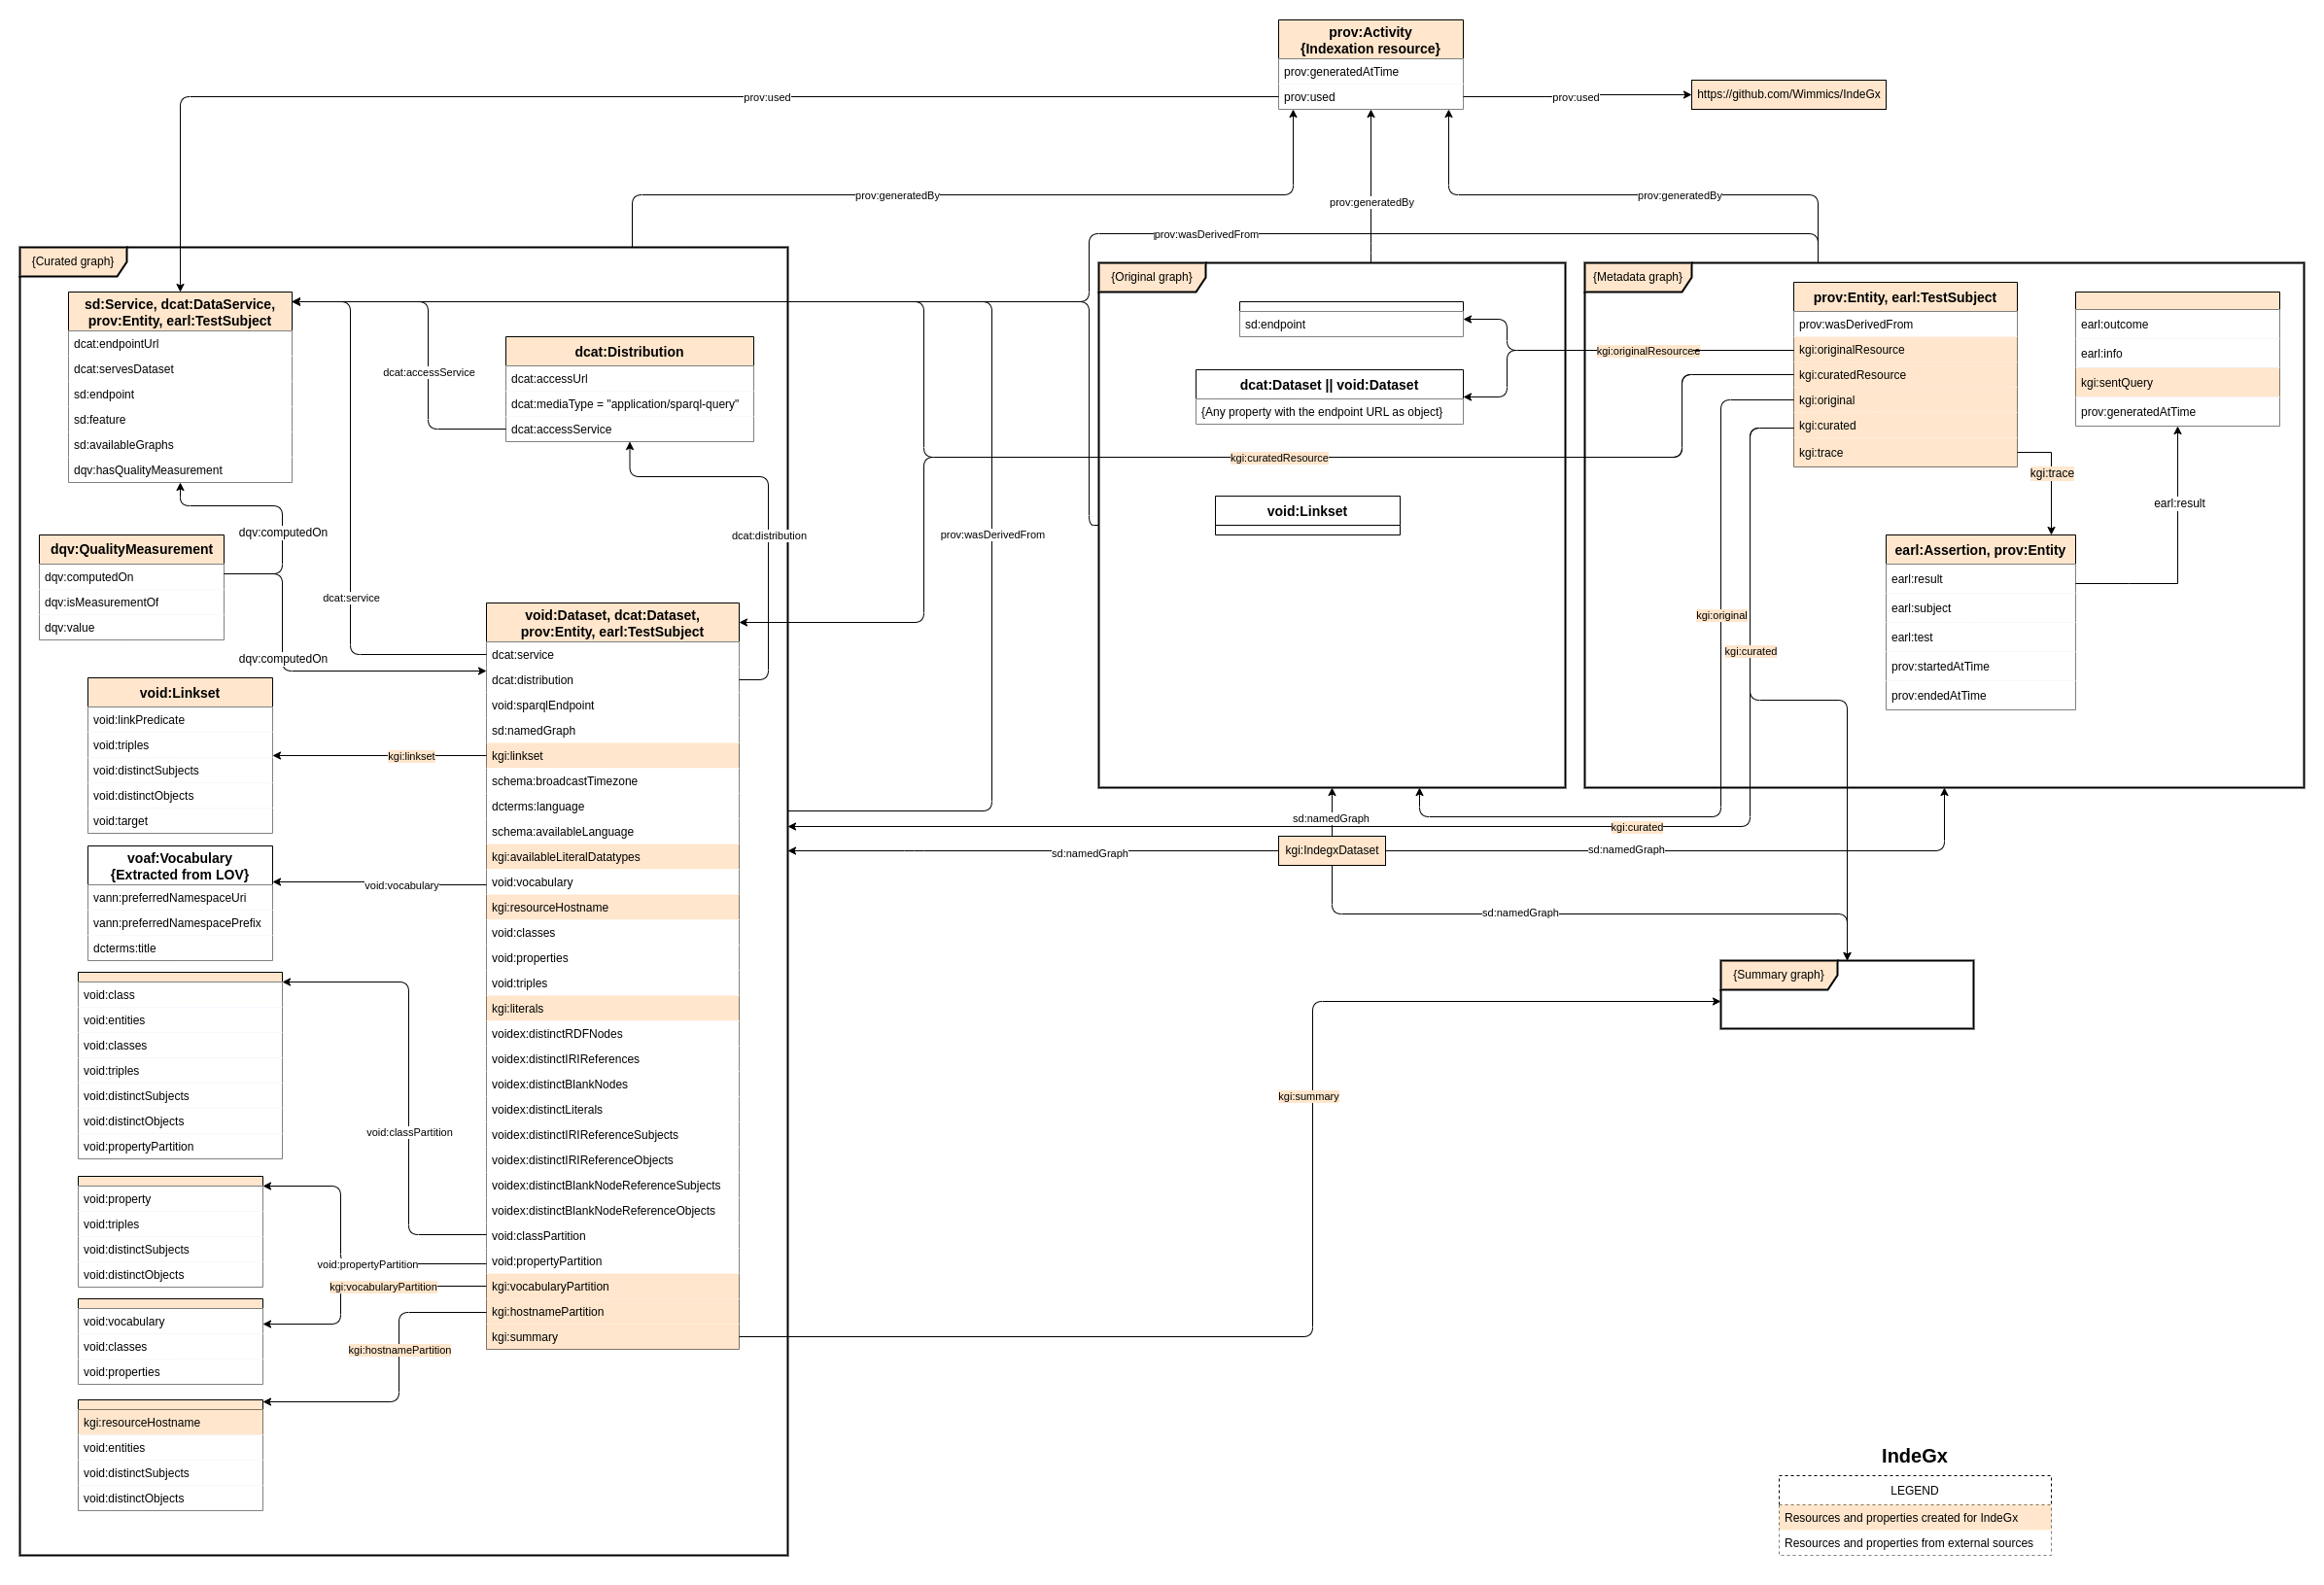 prov:Activity
{Indexation resource}
prov:generatedAtTime
prov:used
prov:used
prov:used
https://github.com/Wimmics/IndeGx
prov:generatedBy
prov:generatedBy
prov:generatedBy
prov:wasDerivedFrom
{Curated graph}
sd:Service, dcat:DataService,
prov:Entity, earl:TestSubject
dcat:endpointUrl
dcat:servesDataset
sd:endpoint
sd:feature
sd:availableGraphs
dqv:hasQualityMeasurement
dcat:accessService
dcat:Distribution
dcat:accessUrl
dcat:mediaType = "application/sparql-query"
dcat:accessService
dqv:computedOn
dqv:QualityMeasurement
dqv:computedOn
dqv:isMeasurementOf
dqv:value
dqv:computedOn
dcat:service
dcat:distribution
prov:wasDerivedFrom
void:Dataset, dcat:Dataset,
prov:Entity, earl:TestSubject
dcat:service
dcat:distribution
void:sparqlEndpoint
sd:namedGraph
kgi:linkset
schema:broadcastTimezone
dcterms:language
schema:availableLanguage
kgi:availableLiteralDatatypes
void:vocabulary
kgi:resourceHostname
void:classes
void:properties
void:triples
kgi:literals
voidex:distinctRDFNodes
voidex:distinctIRIReferences
voidex:distinctBlankNodes
voidex:distinctLiterals
voidex:distinctIRIReferenceSubjects
voidex:distinctIRIReferenceObjects
voidex:distinctBlankNodeReferenceSubjects
voidex:distinctBlankNodeReferenceObjects
void:classPartition
void:propertyPartition
kgi:vocabularyPartition
kgi:hostnamePartition
kgi:summary
void:Linkset
void:linkPredicate
void:triples
void:distinctSubjects
void:distinctObjects
void:target
kgi:linkset
voaf:Vocabulary
{Extracted from LOV}
vann:preferredNamespaceUri
vann:preferredNamespacePrefix
dcterms:title
void:vocabulary
void:class
void:entities
void:classes
void:triples
void:distinctSubjects
void:distinctObjects
void:propertyPartition
void:classPartition
void:property
void:triples
void:distinctSubjects
void:distinctObjects
void:propertyPartition
kgi:vocabularyPartition
void:vocabulary
void:classes
void:properties
kgi:hostnamePartition
kgi:resourceHostname
void:entities
void:distinctSubjects
void:distinctObjects
{Original graph}
sd:endpoint
dcat:Dataset || void:Dataset
{Any property with the endpoint URL as object}
kgi:originalResourcee
kgi:curatedResource
void:Linkset
{Metadata graph}
prov:Entity, earl:TestSubject
prov:wasDerivedFrom
kgi:originalResource
kgi:curatedResource
kgi:original
kgi:curated
kgi:trace
earl:outcome
earl:info
kgi:sentQuery
prov:generatedAtTime
kgi:trace
earl:result
earl:Assertion, prov:Entity
earl:result
earl:subject
earl:test
prov:startedAtTime
prov:endedAtTime
kgi:original
kgi:curated
sd:namedGraph
kgi:curated
sd:namedGraph
kgi:IndegxDataset
sd:namedGraph
sd:namedGraph
{Summary graph}
kgi:summary
IndeGx
LEGEND
Resources and properties created for IndeGx
Resources and properties from external sources